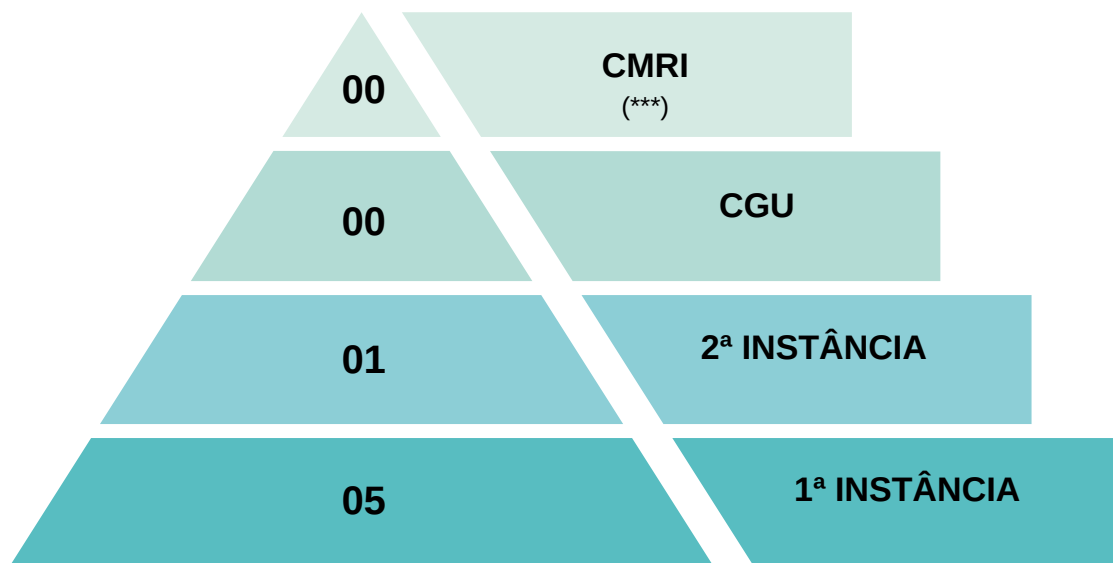 00
CMRI
(***)
00
CGU
01
2ª INSTÂNCIA
05
1ª INSTÂNCIA